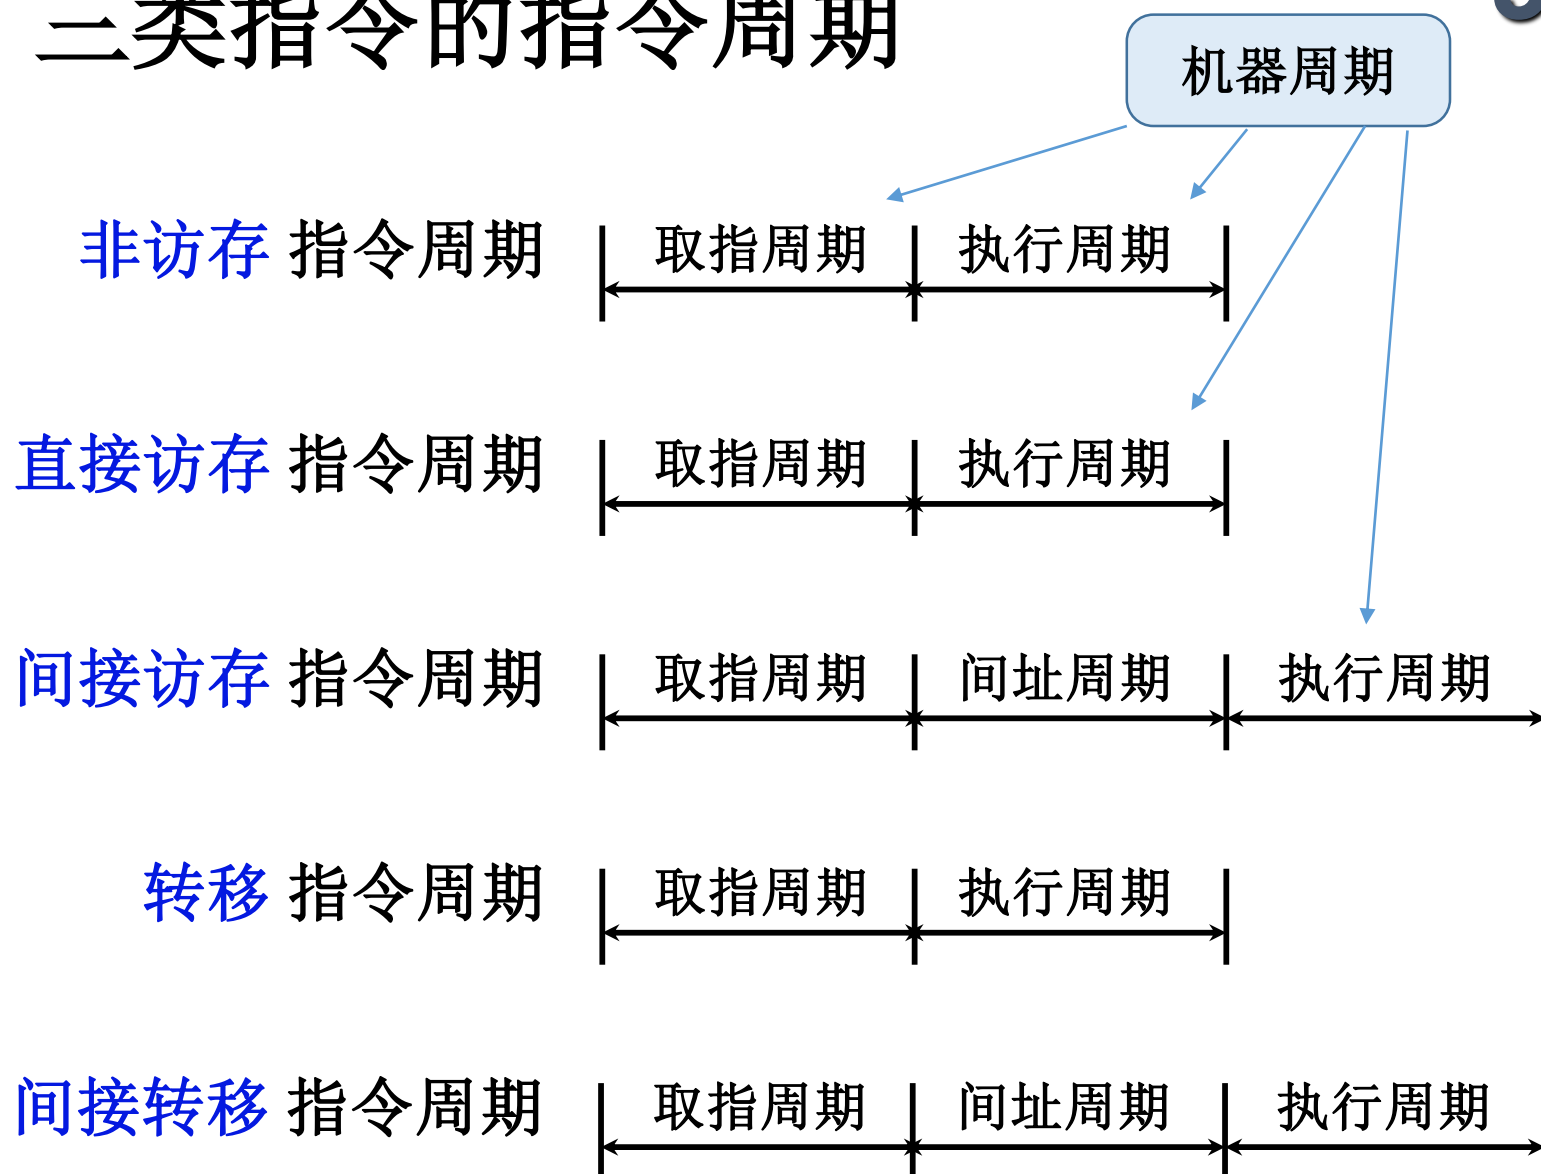 三类指令的指令周期
机器周期
非访存 指令周期 取指周期 执行周期
直接访存 指令周期 取指周期 执行周期
间接访存 指令周期 取指周期 间址周期 执行周期
转移 指令周期 取指周期 执行周期
间接转移 指令周期 取指周期 间址周期 执行周期